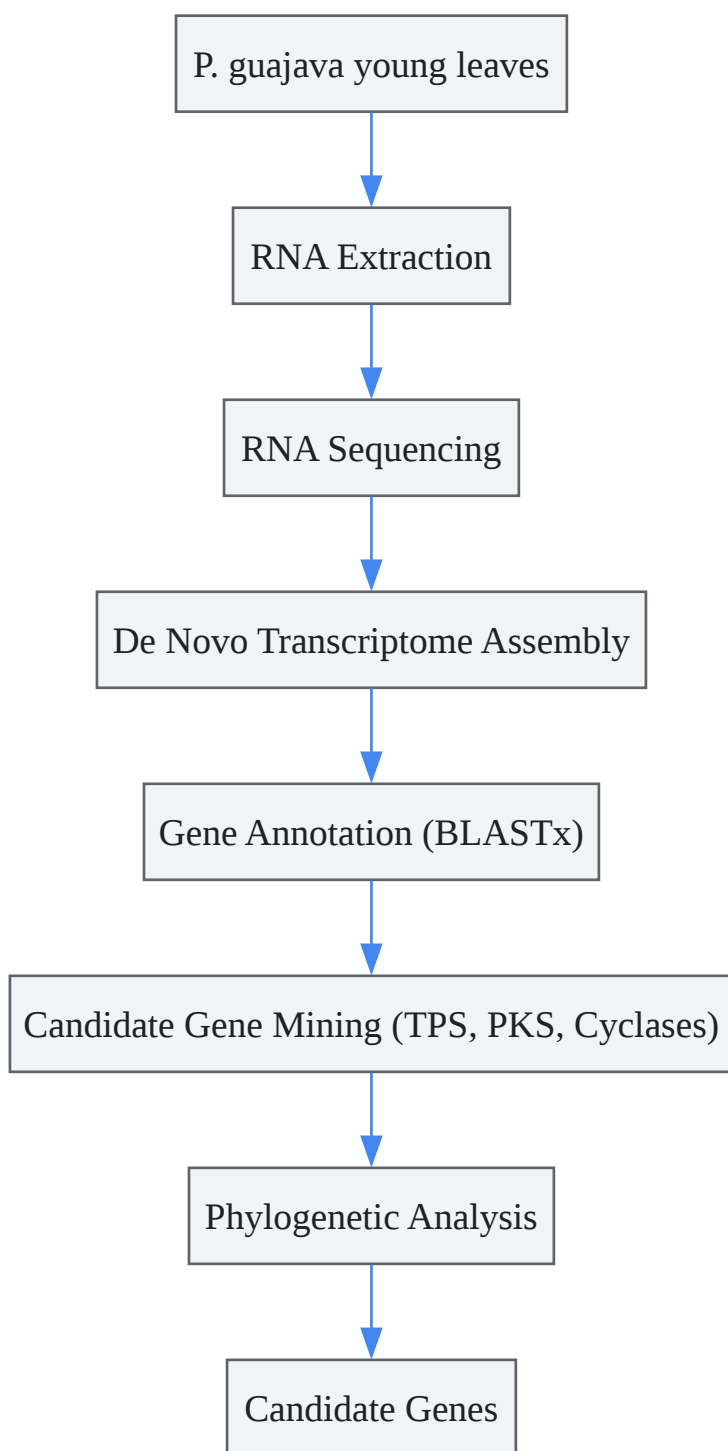 P. guajava young leaves
RNA Extraction
RNA Sequencing
De Novo Transcriptome Assembly
Gene Annotation (BLASTx)
Candidate Gene Mining (TPS, PKS, Cyclases)
Phylogenetic Analysis
Candidate Genes